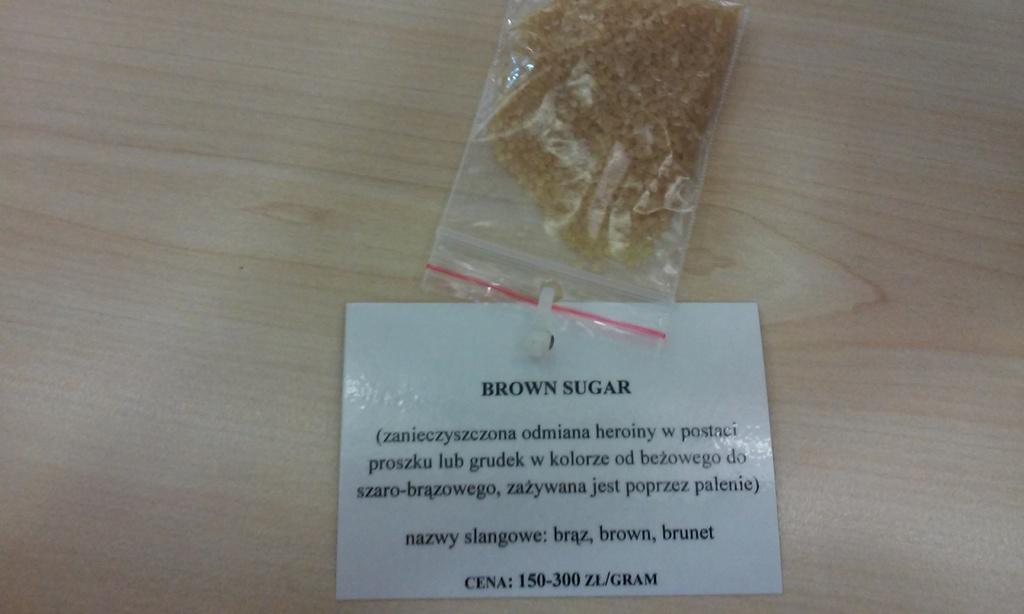 BROWN SUGAR
(zanieczyszczona odmiana heroiny w postaci
proszku lub grudek w kolorze od beżowego do
szaro-brązowego, zażywana jest poprzez palenie)
nazwy slangowe: brąz, brown, brunet
CENA: 150-300 ZŁ/GRAM